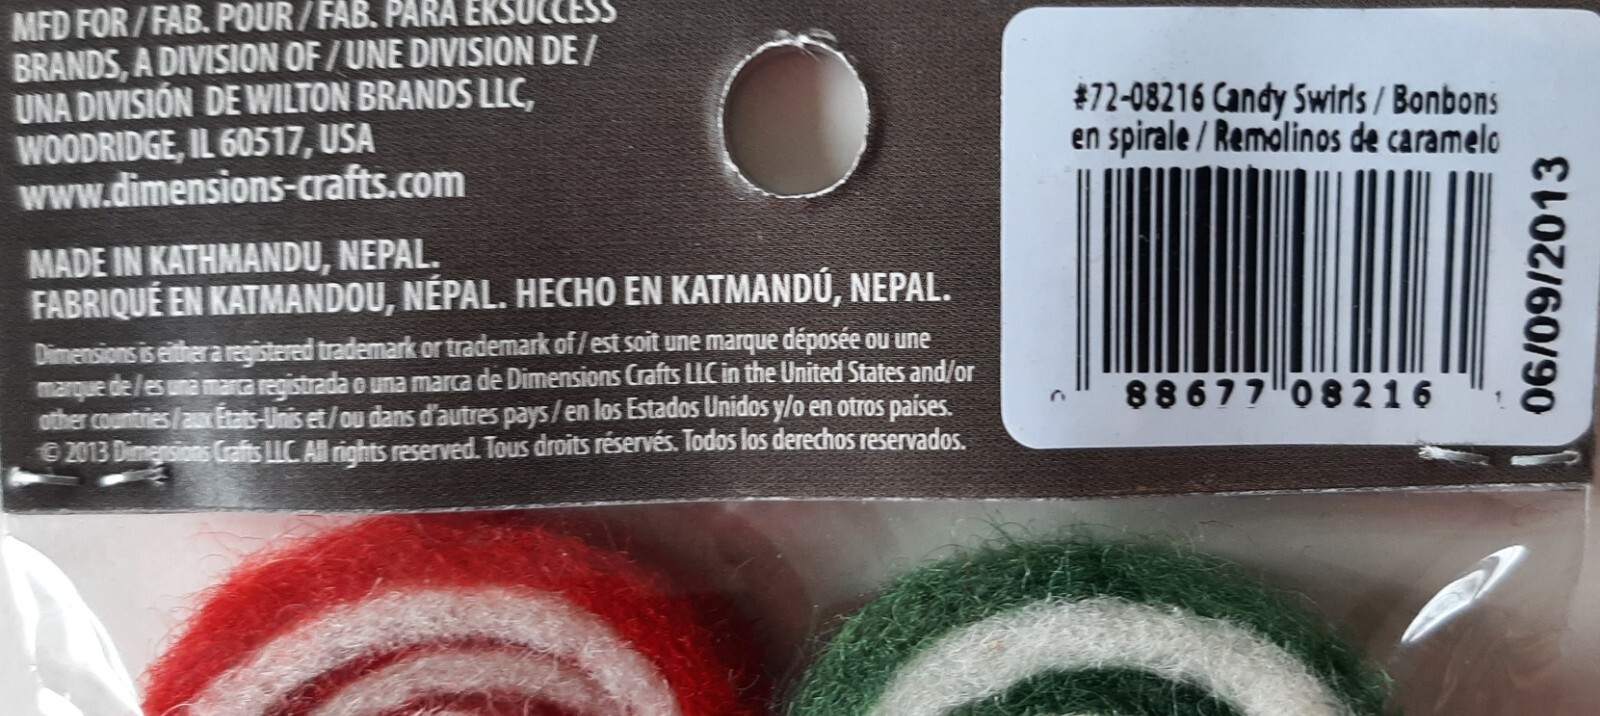 MFD FOR / FAB. POUR / FAB. PARA EKSUCCESS
BRANDS, A DIVISION OF / UNE DIVISION DE /
UNA DIVISIÓN DE WILTON BRANDS LLC,
WOODRIDGE, IL 60517, USA
www.dimensions-crafts.com
MADE IN KATHMANDU, NEPAL.
FABRIQUÉ EN KATMANDOU, NÉPAL. HECHO EN KATMANDÚ, NEPAL.
Dimensions is either a registered trademark or trademark of / est soit une marque déposée ou une
marque de / es una marca registrada o una marca de Dimensions Crafts LLC in the United States and/or
other countries / aux États-Unis et / ou dans d'autres pays / en los Estados Unidos y/o en otros países.
© 2013 Dimensions Crafts LLC. All rights reserved. Tous droits réservés. Todos los derechos reservados.
#72-08216 Candy Swirls / Bonbons
en spirale / Remolinos de caramelo
88677 08216
06/09/2013